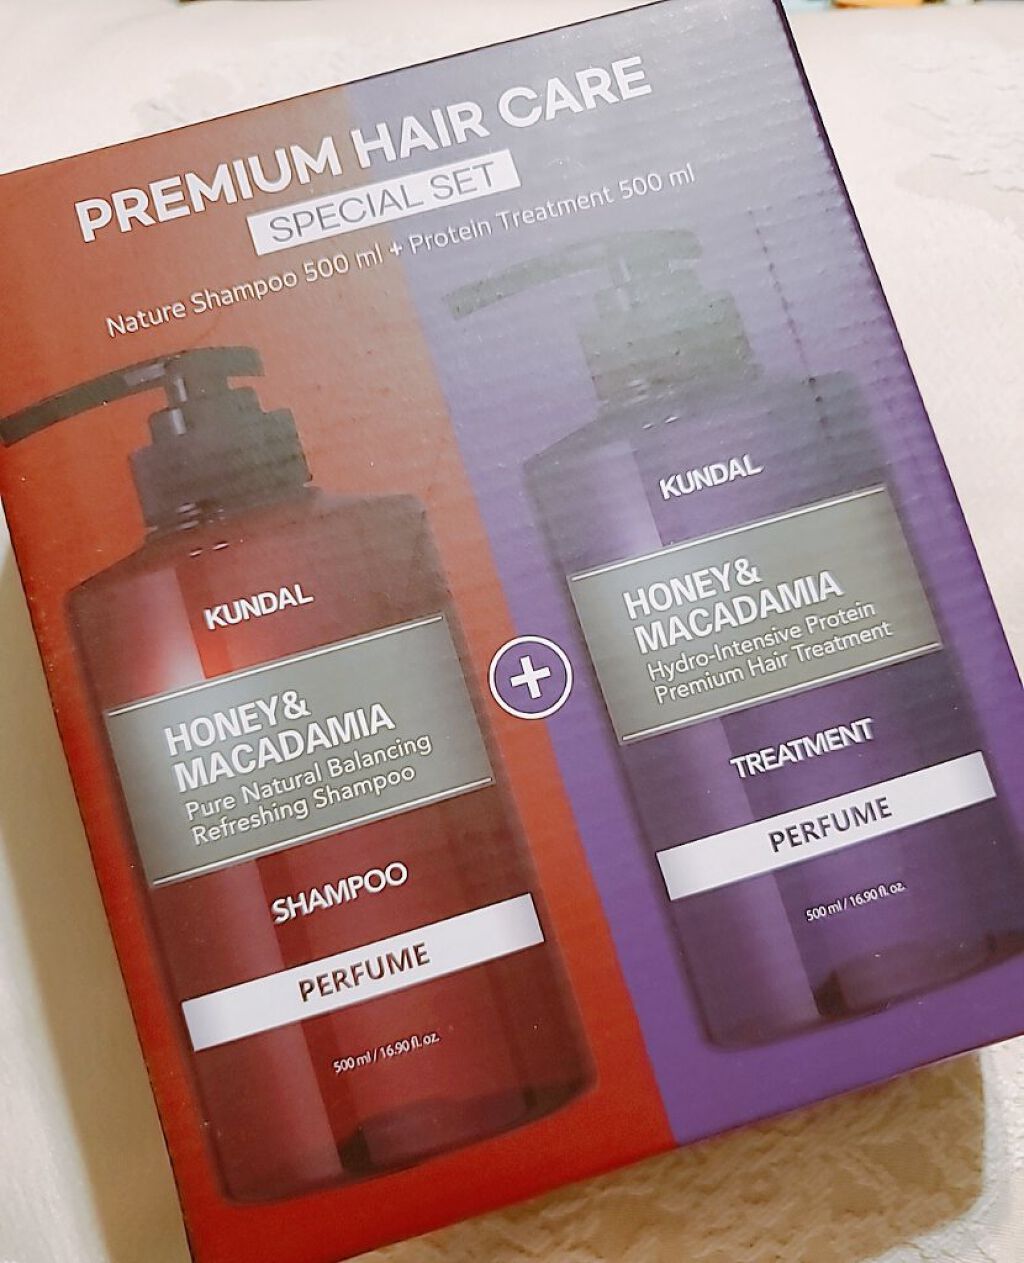 PREMIUM HAIR CARE
SPECIAL SET
Nature Shampoo 500 ml + Protein Treatment 500 ml
KUNDAL
HONEY&
MACADAMIA
Pure Natural Balancing
Refreshing Shampoo
SHAMPOO
PERFUME
500 ml / 16.90 fl. oz.
+
KUNDAL
HONEY&
MACADAMIA
Hydro-Intensive Protein
Premium Hair Treatment
TREATMENT
PERFUME
500 ml / 16.90 fl. oz.